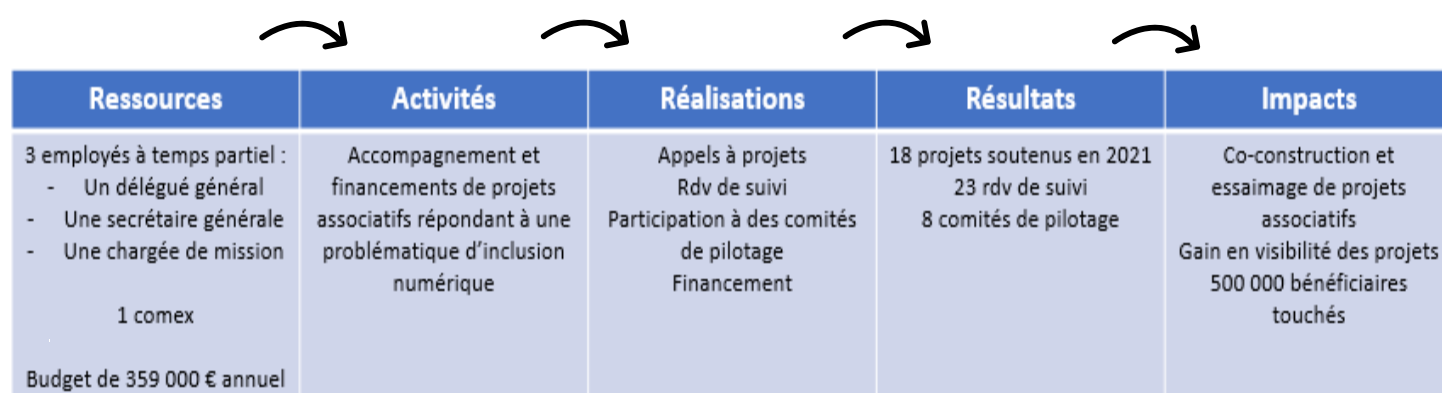 Ressources
3 employés à temps partiel :
- Un délégué général
- Une secrétaire générale
- Une chargée de mission
1 comex
Budget de 359 000 € annuel
Activités
Accompagnement et
financements de projets
associatifs répondant à une
problématique d’inclusion
numérique
Réalisations
Appels à projets
Rdv de suivi
Participation à des comités
de pilotage
Financement
Résultats
18 projets soutenus en 2021
23 rdv de suivi
8 comités de pilotage
Impacts
Co-construction et
essaimage de projets
associatifs
Gain en visibilité des projets
500 000 bénéficiaires
touchés